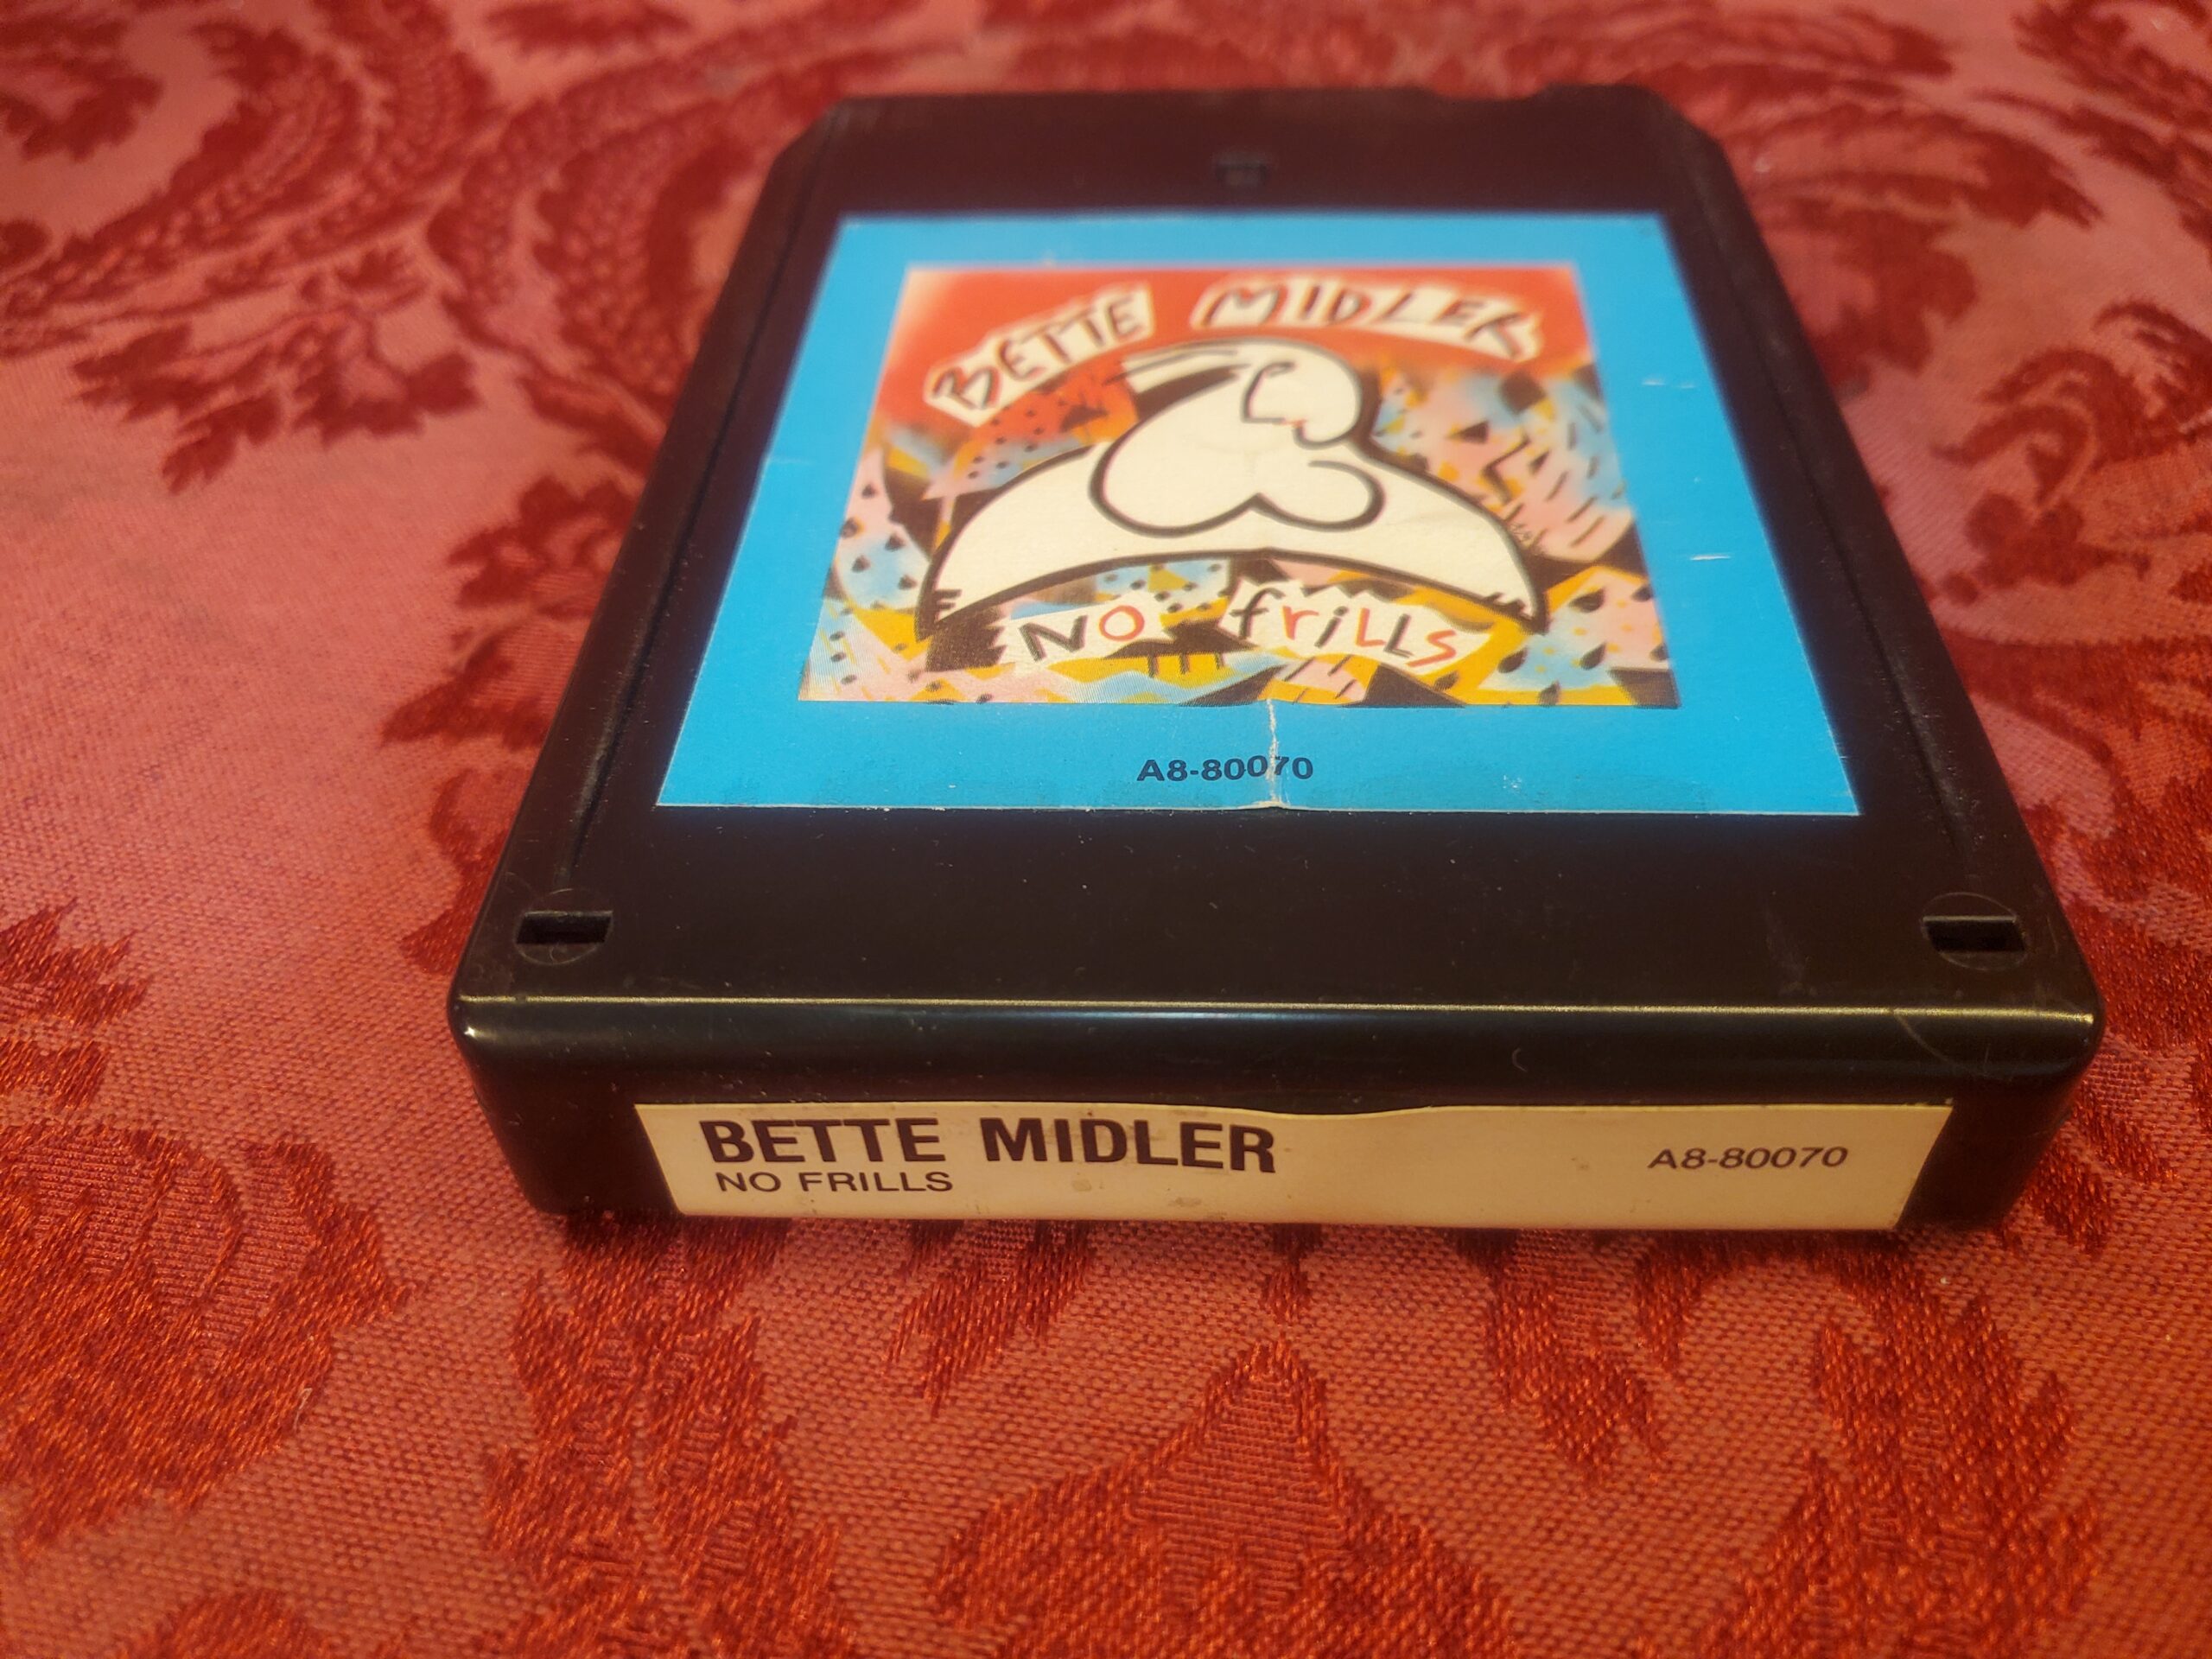 BETTE MIDLER
NO friLLs
A8-80070
BETTE MIDLER
NO FRILLS
A8-80070